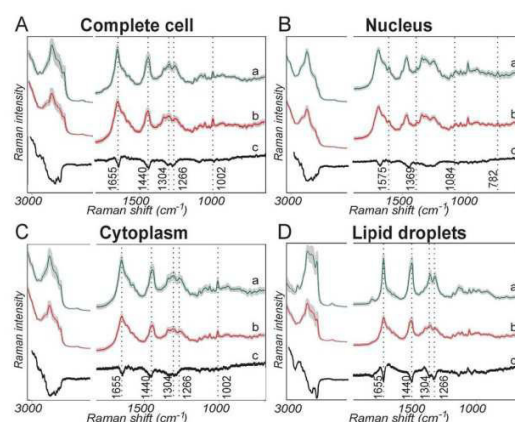 A
Complete cell
a
b
c
Raman intensity
1655
1440
1304
1266
1002
3000
1500
1000
Raman shift (cm-1)
B
Nucleus
a
b
c
Raman intensity
1575
1369
1084
782
3000
1500
1000
Raman shift (cm-1)
C
Cytoplasm
a
b
c
Raman intensity
1655
1440
1304
1266
1002
3000
1500
1000
Raman shift (cm-1)
D
Lipid droplets
a
b
c
Raman intensity
1655
1440
1304
1266
3000
1500
1000
Raman shift (cm-1)